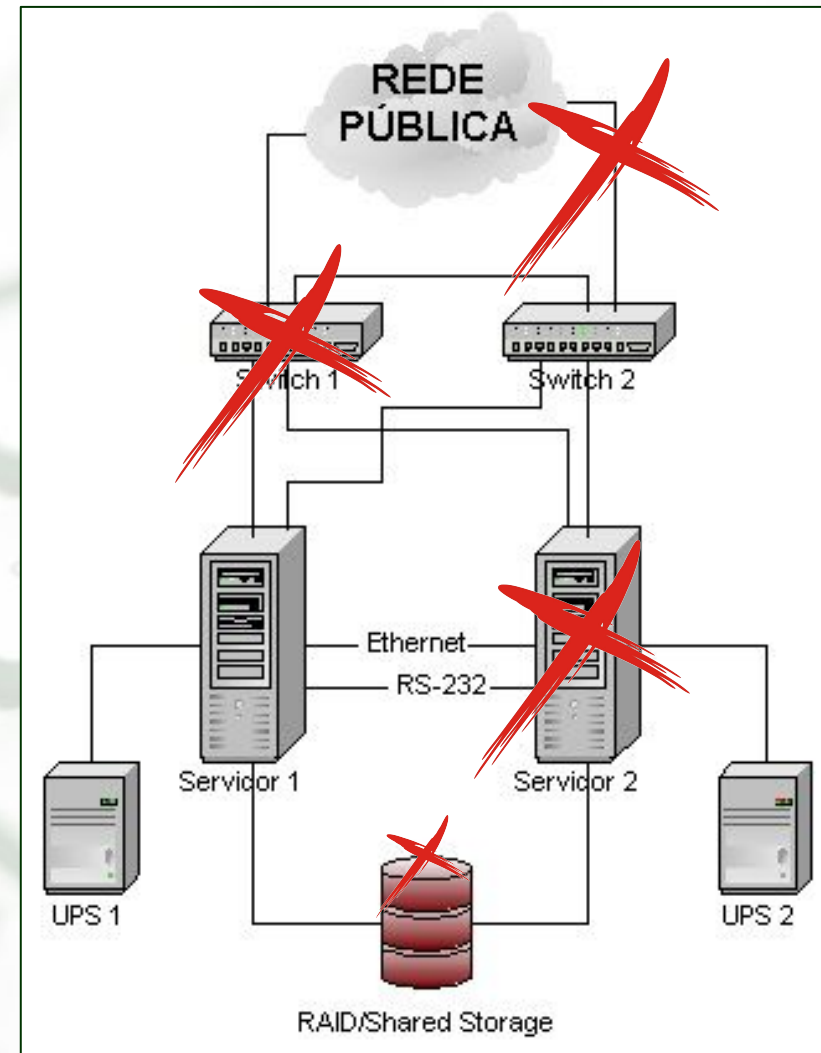 REDE
PÚBLICA
Switch 1
Switch 2
Ethernet
RS-232
Servidor 1
Servidor 2
UPS 1
UPS 2
RAID/Shared Storage